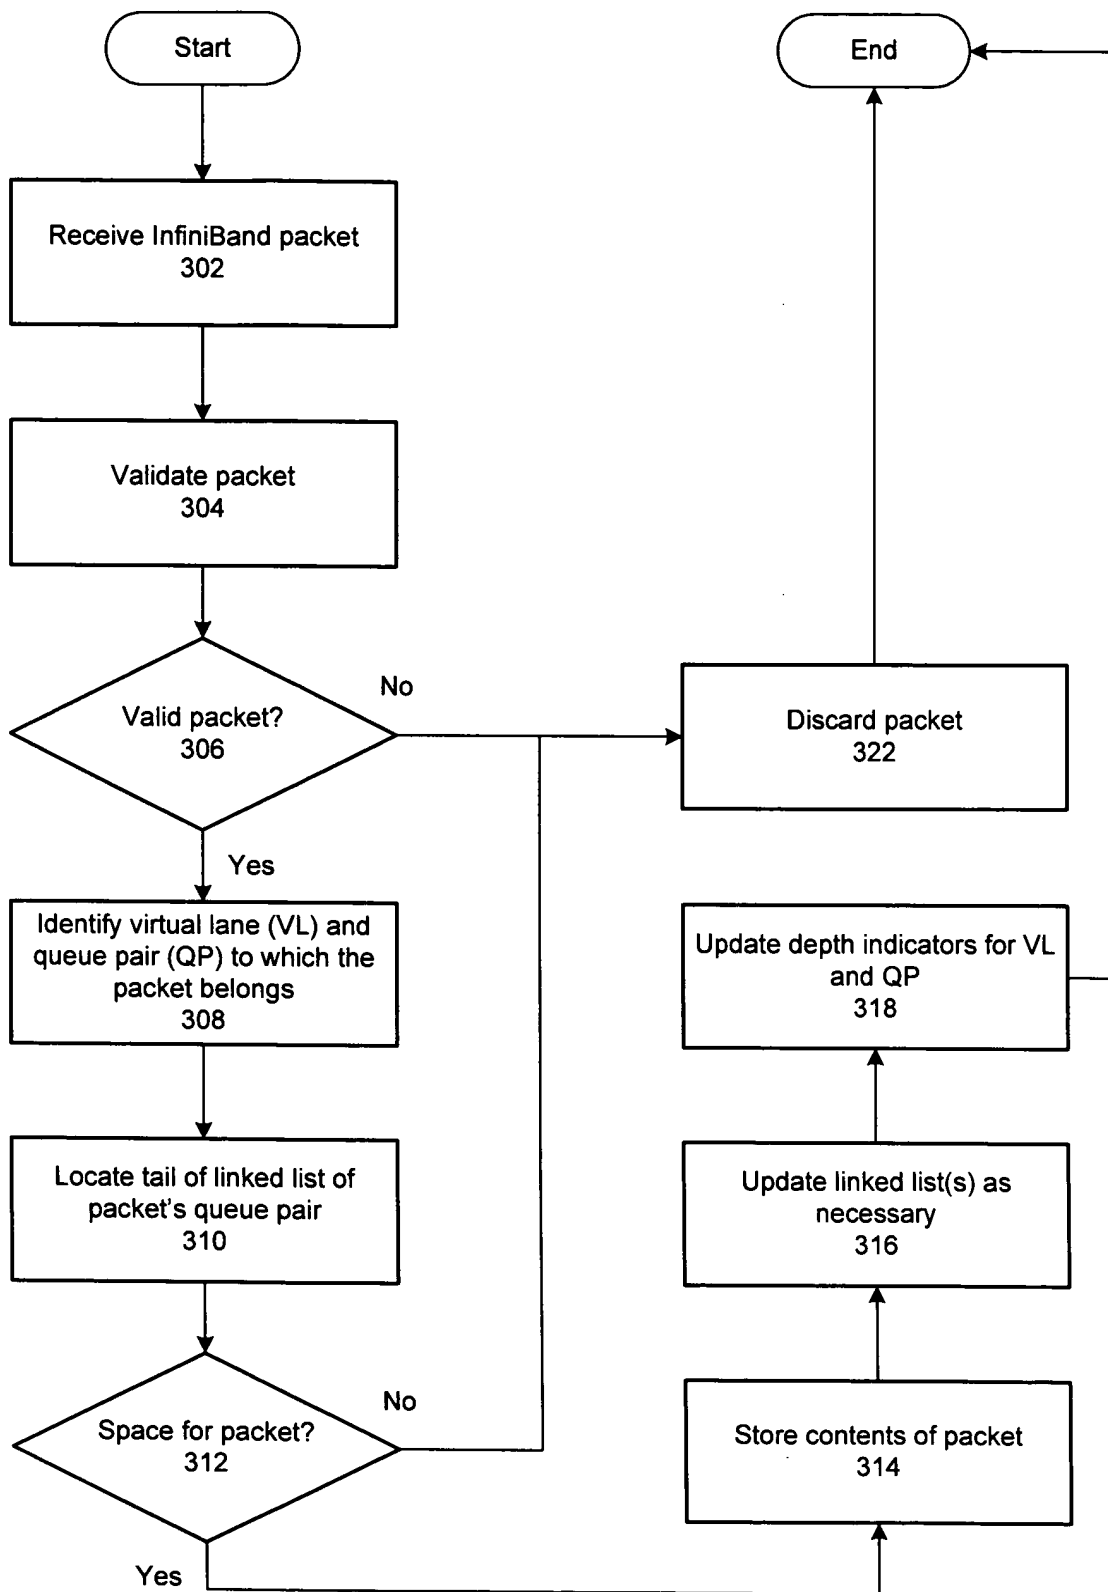 Start
End
Receive InfiniBand packet
302
Validate packet
304
No
Valid packet?
306
Discard packet
322
Yes
Identify virtual lane (VL) and
queue pair (QP) to which the
packet belongs
308
Update depth indicators for VL
and QP
318
Locate tail of linked list of
packet's queue pair
310
Update linked list(s) as
necessary
316
No
Space for packet?
312
Store contents of packet
314
Yes